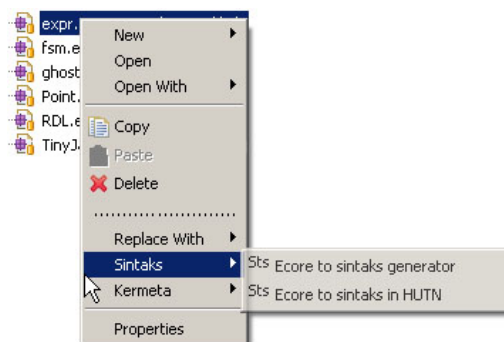 expr.
New
fsm.e
Open
ghost
Open With
Point.
RDL.e
Copy
TinyJ
Paste
Delete
Replace With
Sintaks
Sts Ecore to sintaks generator
Kermeta
Sts Ecore to sintaks in HUTN
Properties